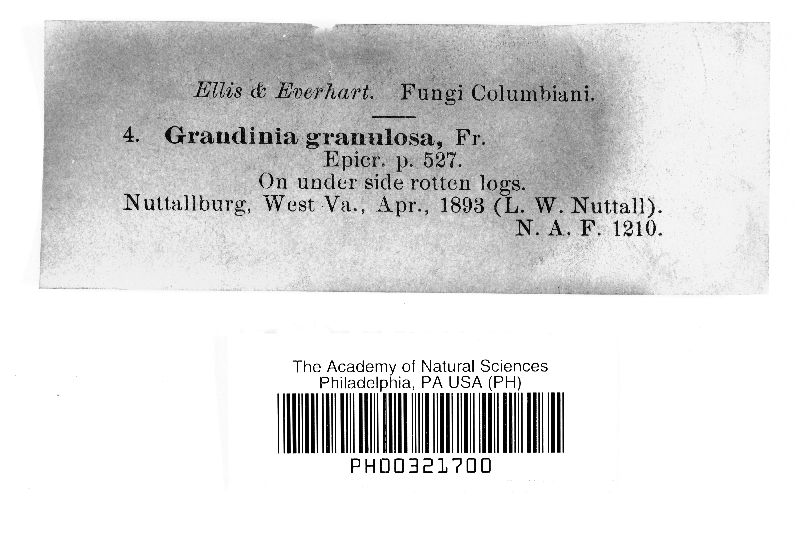 Ellis & Everhart. Fungi Columbiani.
4. Grandinia granulosa, Fr.
Epicr. p. 527.
On under side rotten logs.
Nuttallburg, West Va., Apr., 1893 (L. W. Nuttall).
N. A. F. 1210.
The Academy of Natural Sciences
Philadelphia, PA USA (PH)
PH00321700